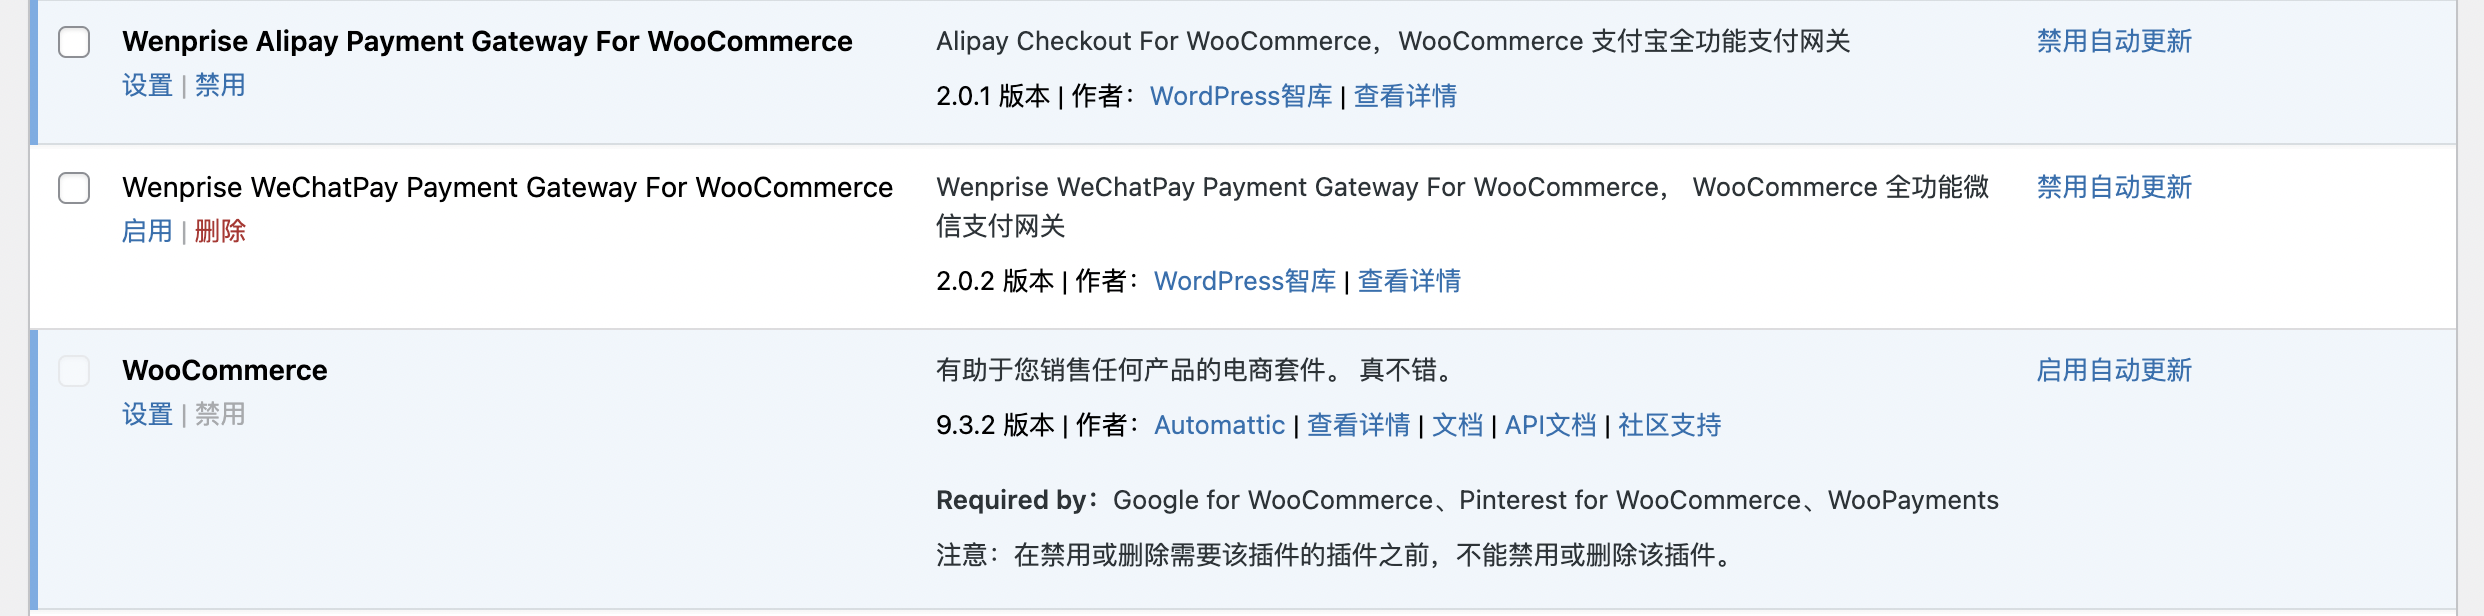 Wenprise Alipay Payment Gateway For WooCommerce
设置 | 禁用
Alipay Checkout For WooCommerce，WooCommerce 支付宝全功能支付网关
2.0.1 版本 | 作者：WordPress智库 | 查看详情
禁用自动更新
Wenprise WeChatPay Payment Gateway For WooCommerce
启用 | 删除
Wenprise WeChatPay Payment Gateway For WooCommerce， WooCommerce 全功能微
信支付网关
2.0.2 版本 | 作者：WordPress智库 | 查看详情
禁用自动更新
WooCommerce
设置 | 禁用
有助于您销售任何产品的电商套件。 真不错。
9.3.2 版本 | 作者：Automattic | 查看详情 | 文档 | API文档 | 社区支持
Required by：Google for WooCommerce、Pinterest for WooCommerce、WooPayments
注意：在禁用或删除需要该插件的插件之前，不能禁用或删除该插件。
启用自动更新